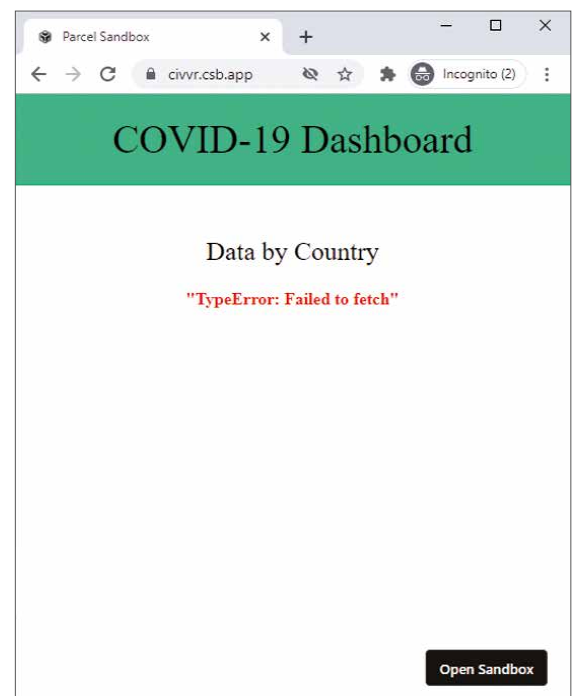 Parcel Sandbox
civvr.csb.app
Incognito (2)
COVID-19 Dashboard
Data by Country
"TypeError: Failed to fetch"
Open Sandbox